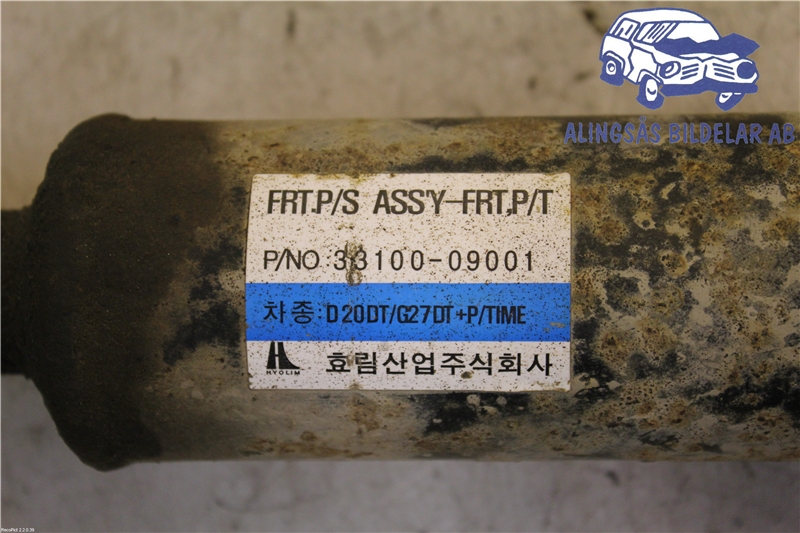 ALINGSÅS BILDELAR AB
FRT.P/S ASS'Y-FRT,P/T
P/NO:33100-09001
차종:D20DT/G27DT+P/TIME
HYOLIM
효림산업주식회사